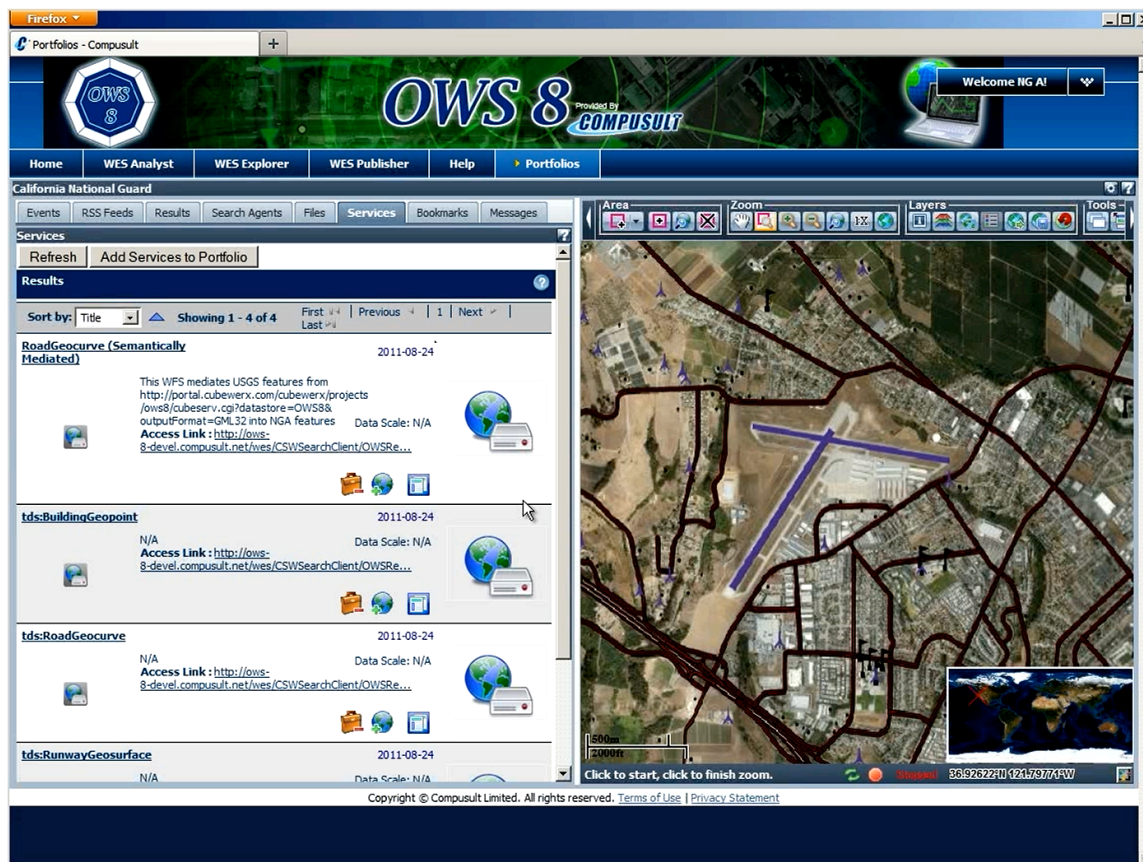 Firefox
Portfolios - Compusult
OWS 8
OWS 8 Provided By COMPUSULT
Welcome NG A!
Home WES Analyst WES Explorer WES Publisher Help Portfolios
California National Guard
Events RSS Feeds Results Search Agents Files Services Bookmarks Messages
Services
Refresh Add Services to Portfolio
Results
Sort by: Title Showing 1 - 4 of 4 First | Previous | 1 | Next |
Last
RoadGeocurve (Semantically
Mediated)
2011-08-24
This WFS mediates USGS features from
http://portal.cubewerx.com/cubewerx/projects
/ows8/cubeserv.cgi?datastore=OWS8&
outputFormat=GML32 into NGA features
Data Scale: N/A
Access Link : http://ows-
8-devel.compusult.net/wes/CSWSearchClient/OWSRe...
tds:BuildingGeopoint 2011-08-24
N/A Data Scale: N/A
Access Link : http://ows-
8-devel.compusult.net/wes/CSWSearchClient/OWSRe...
tds:RoadGeocurve 2011-08-24
N/A Data Scale: N/A
Access Link : http://ows-
8-devel.compusult.net/wes/CSWSearchClient/OWSRe...
tds:RunwayGeosurface 2011-08-24
N/A Data Scale: N/A
Area Zoom Layers Tools
1:X
500m
2000ft
Click to start, click to finish zoom. Stopped 36.92622°N 121.79771°W
Copyright © Compusult Limited. All rights reserved. Terms of Use | Privacy Statement